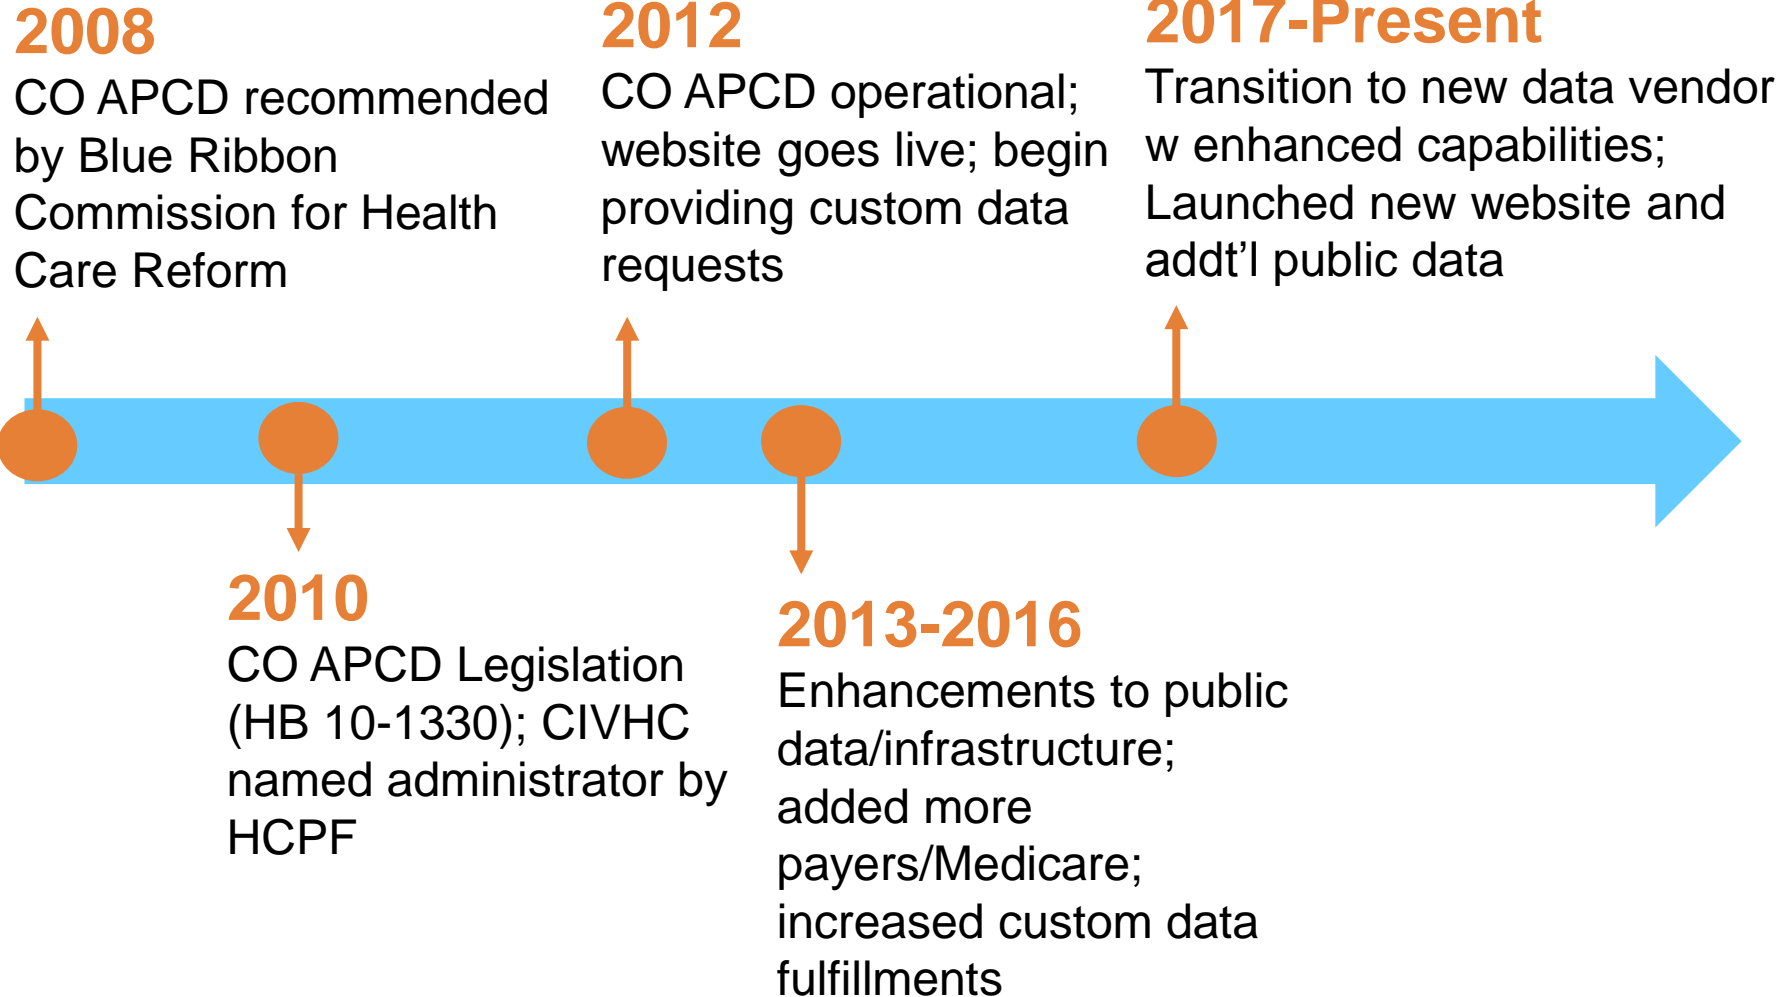 2008
CO APCD recommended
by Blue Ribbon
Commission for Health
Care Reform
2010
CO APCD Legislation
(HB 10-1330); CIVHC
named administrator by
HCPF
2012
CO APCD operational;
website goes live; begin
providing custom data
requests
2013-2016
Enhancements to public
data/infrastructure;
added more
payers/Medicare;
increased custom data
fulfillments
2017-Present
Transition to new data vendor
w enhanced capabilities;
Launched new website and
addt’l public data